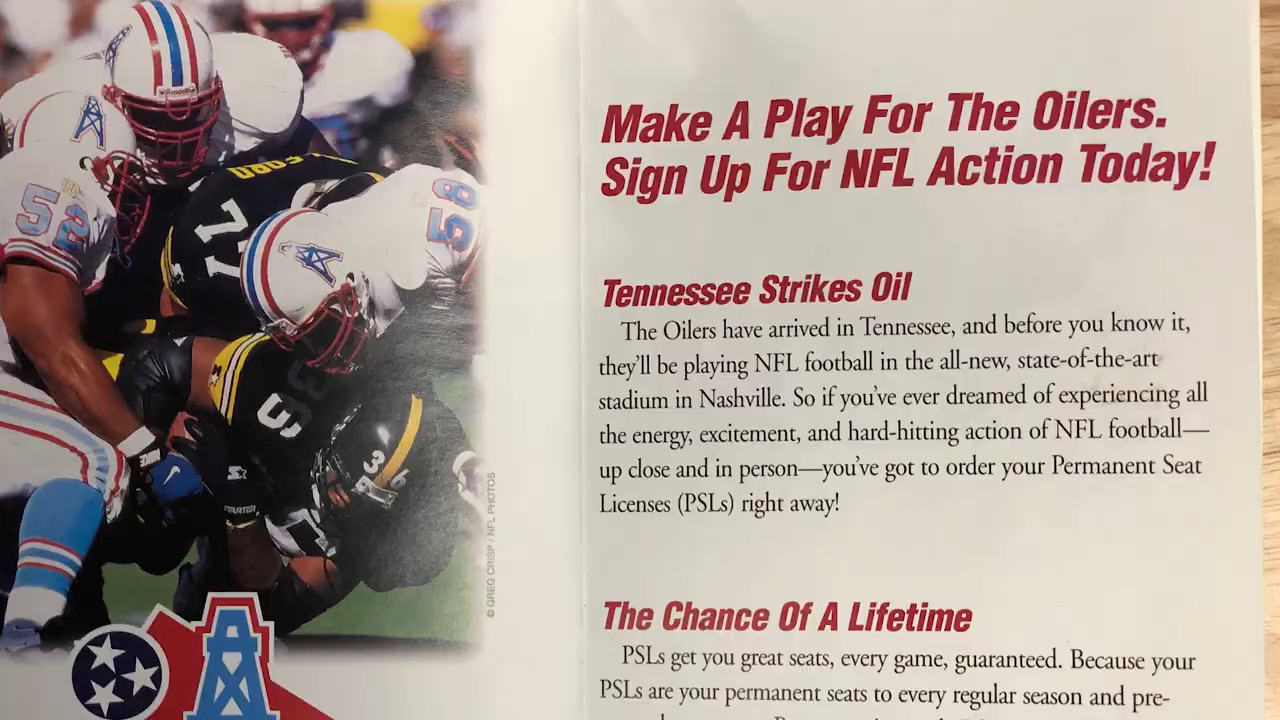 Riddell
52
DAWSO
77
58
36
36
STARTER
© GREG CRISP / NFL PHOTOS
Make A Play For The Oilers.
Sign Up For NFL Action Today!
Tennessee Strikes Oil
The Oilers have arrived in Tennessee, and before you know it,
they'll be playing NFL football in the all-new, state-of-the-art
stadium in Nashville. So if you've ever dreamed of experiencing all
the energy, excitement, and hard-hitting action of NFL football—
up close and in person—you've got to order your Permanent Seat
Licenses (PSLs) right away!
The Chance Of A Lifetime
PSLs get you great seats, every game, guaranteed. Because your
PSLs are your permanent seats to every regular season and pre-